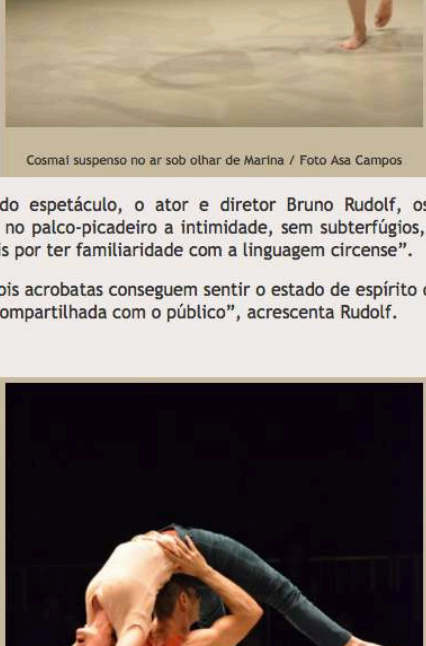 Cosmai suspenso no ar sob olhar de Marina / Foto Asa Campos
do espetáculo, o ator e diretor Bruno Rudolf, os
no palco-picadeiro a intimidade, sem subterfúgios,
is por ter familiaridade com a linguagem circense”.
ois acrobatas conseguem sentir o estado de espírito
ompartilhada com o público”, acrescenta Rudolf.